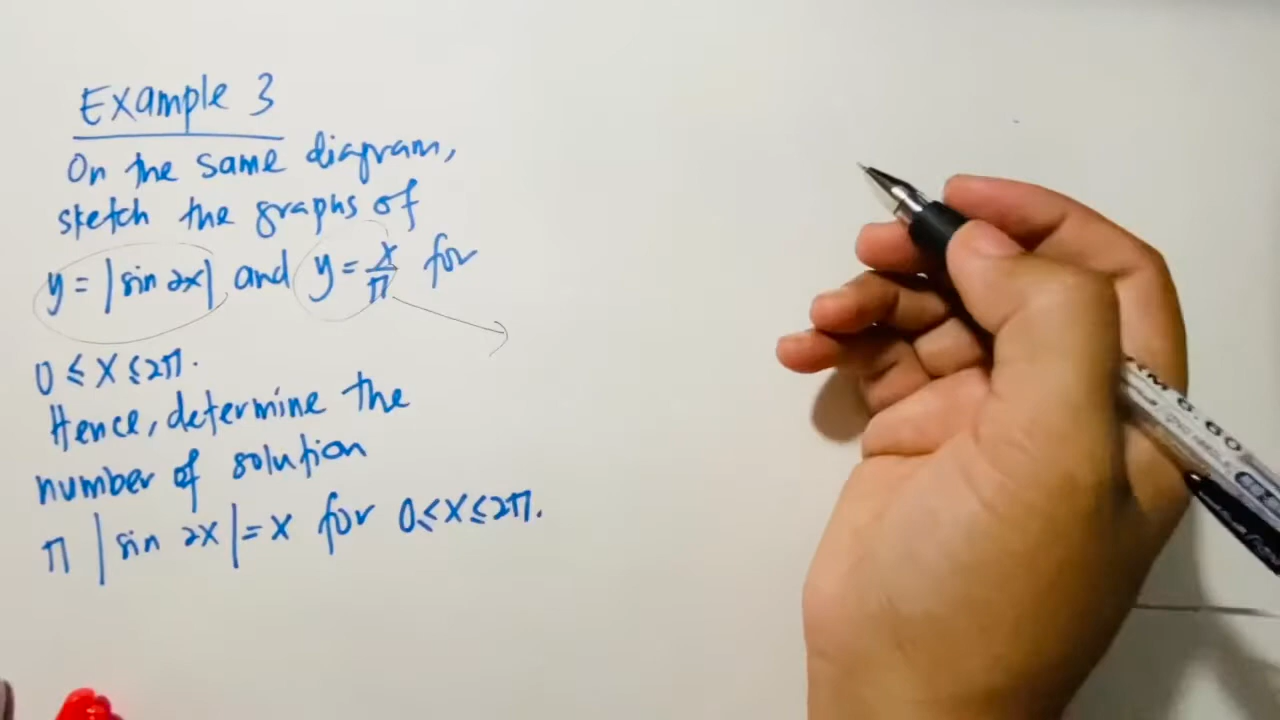 Example 3
On the same diagram,
sketch the graphs of
y = |sin 2x| and y = x/π for
0 ≤ x ≤ 2π.
Hence, determine the
number of solution
π |sin 2x| = x for 0 ≤ x ≤ 2π.